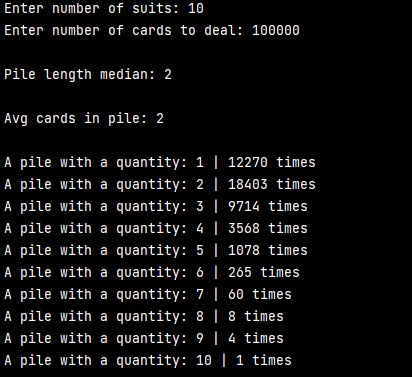 Enter number of suits: 10
Enter number of cards to deal: 100000
Pile length median: 2
Avg cards in pile: 2
A pile with a quantity: 1 | 12270 times
A pile with a quantity: 2 | 18403 times
A pile with a quantity: 3 | 9714 times
A pile with a quantity: 4 | 3568 times
A pile with a quantity: 5 | 1078 times
A pile with a quantity: 6 | 265 times
A pile with a quantity: 7 | 60 times
A pile with a quantity: 8 | 8 times
A pile with a quantity: 9 | 4 times
A pile with a quantity: 10 | 1 times